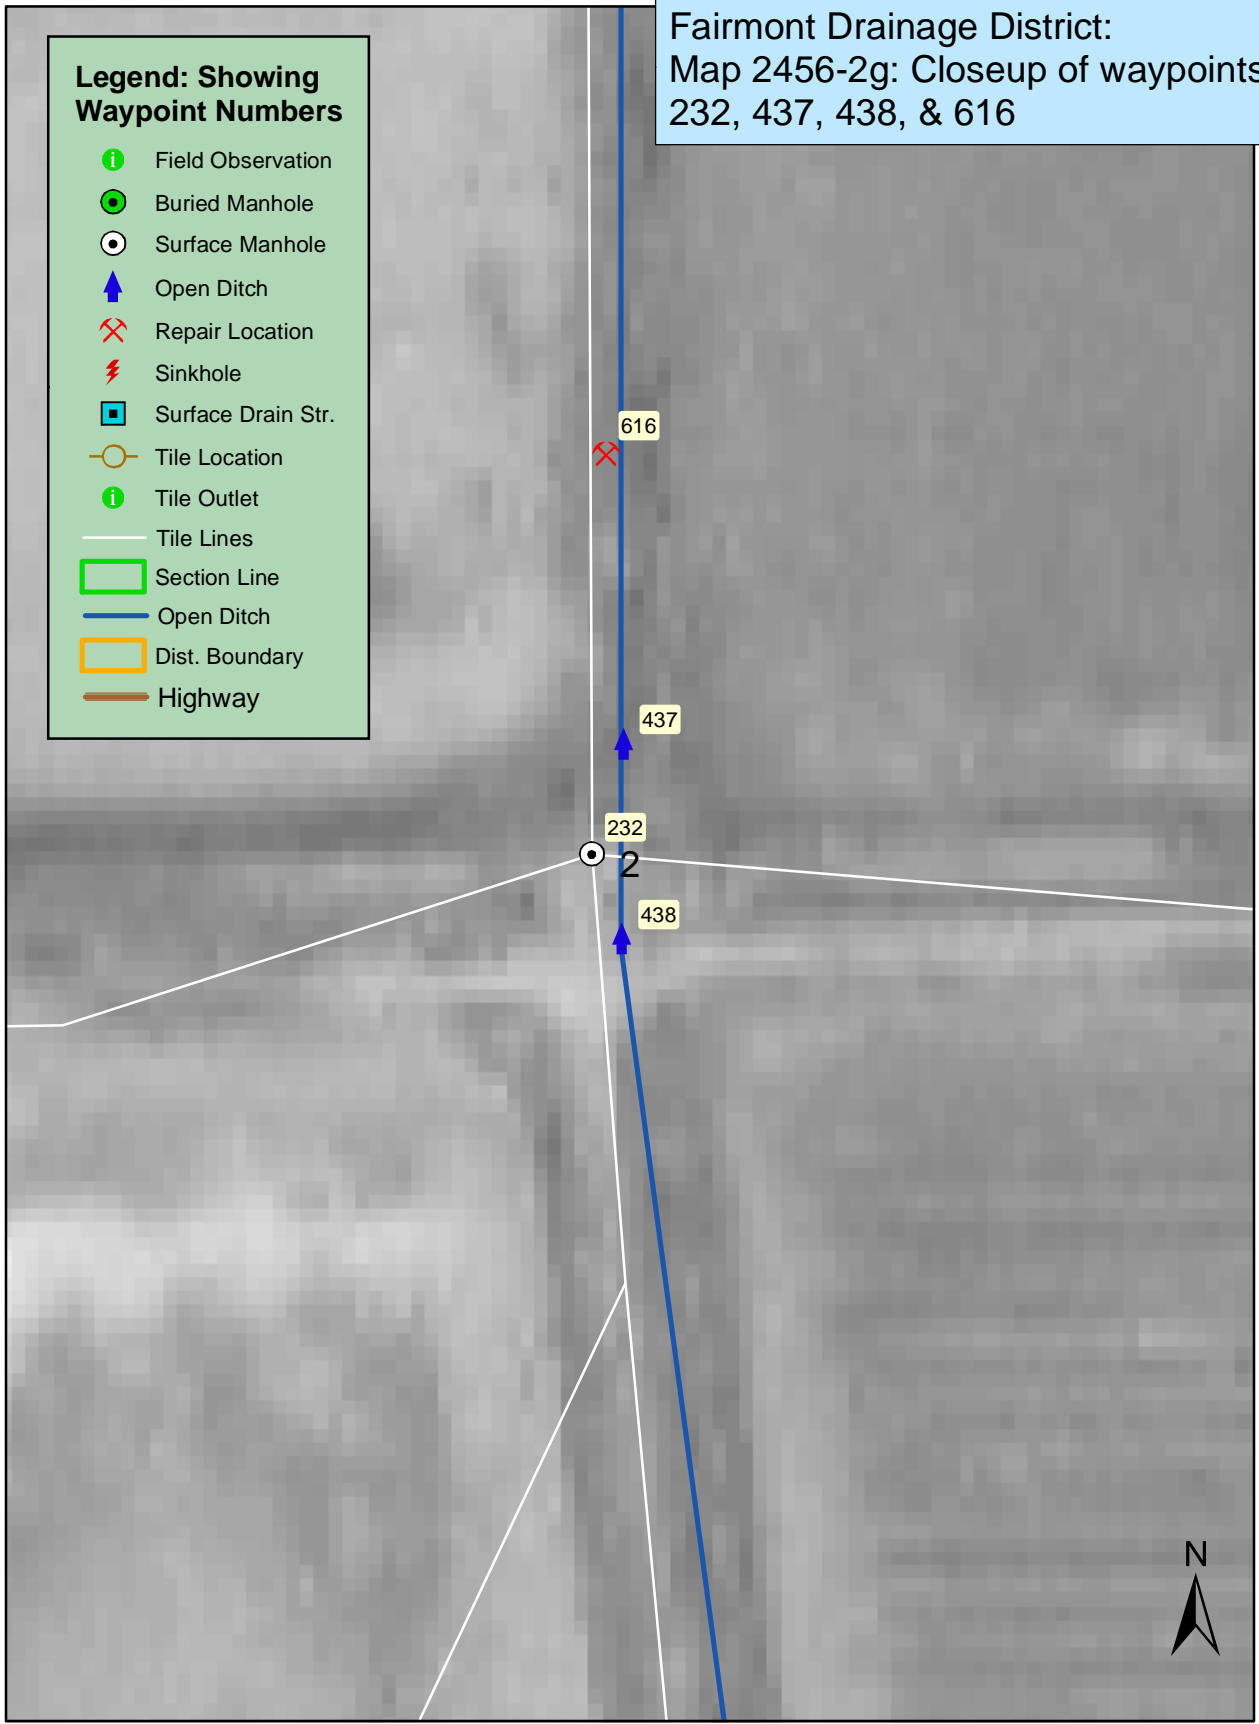 Fairmont Drainage District:
Map 2456-2g: Closeup of waypoints
232, 437, 438, & 616
Legend: Showing
Waypoint Numbers
Field Observation
Buried Manhole
Surface Manhole
Open Ditch
Repair Location
Sinkhole
Surface Drain Str.
Tile Location
Tile Outlet
Tile Lines
Section Line
Open Ditch
Dist. Boundary
Highway
616
437
232
2
438
N